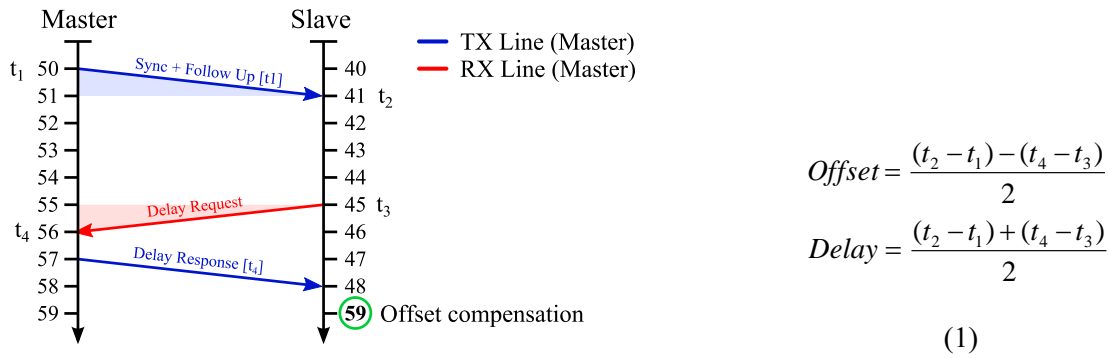 Master Slave
TX Line (Master)
RX Line (Master)
t₁ 50 Sync + Follow Up [t1] 40
51 41 t₂
52 42
53 43
54 44
55 Delay Request 45 t₃
t₄ 56 46
57 Delay Response [t₄] 47
58 48
59 59 Offset compensation
Offset = (t₂ − t₁) − (t₄ − t₃) / 2
Delay = (t₂ − t₁) + (t₄ − t₃) / 2
(1)